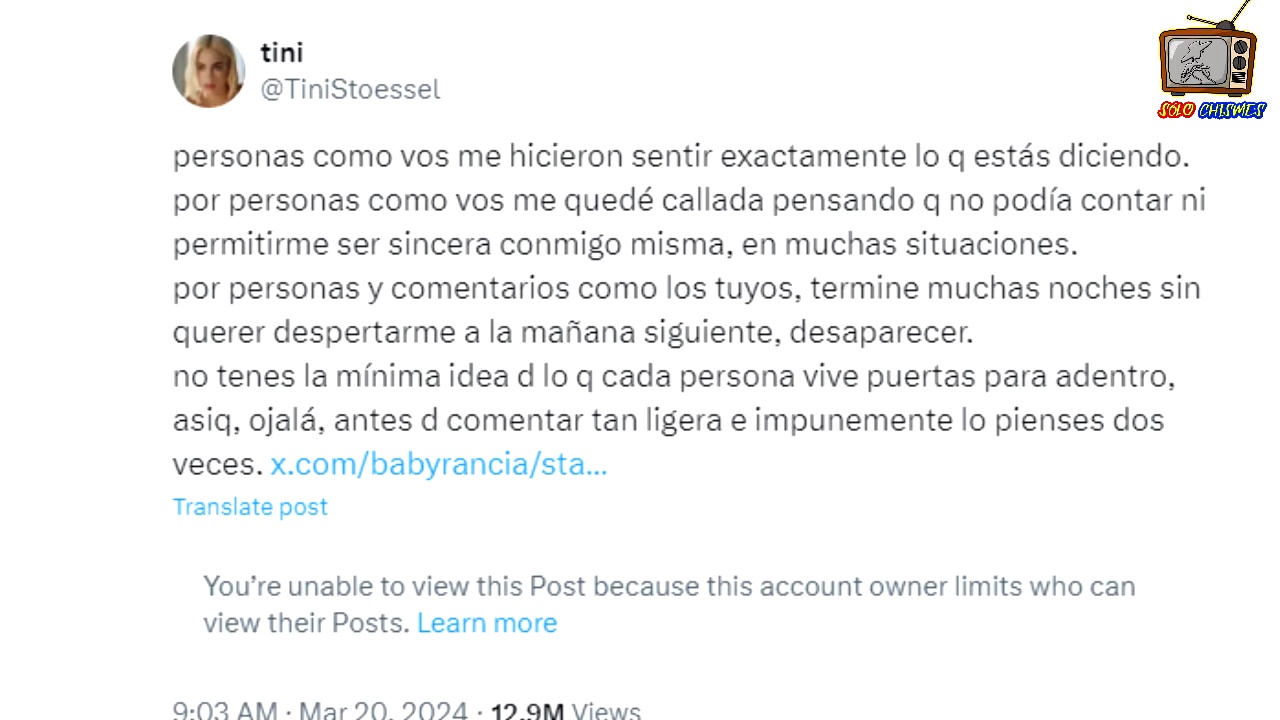 tini
@TiniStoessel
SOLO CHISMES
personas como vos me hicieron sentir exactamente lo q estás diciendo.
por personas como vos me quedé callada pensando q no podía contar ni
permitirme ser sincera conmigo misma, en muchas situaciones.
por personas y comentarios como los tuyos, termine muchas noches sin
querer despertarme a la mañana siguiente, desaparecer.
no tenes la mínima idea d lo q cada persona vive puertas para adentro,
asiq, ojalá, antes d comentar tan ligera e impunemente lo pienses dos
veces. x.com/babyrancia/sta...
Translate post
You’re unable to view this Post because this account owner limits who can
view their Posts. Learn more
9:03 AM · Mar 20, 2024 · 12.9M Views